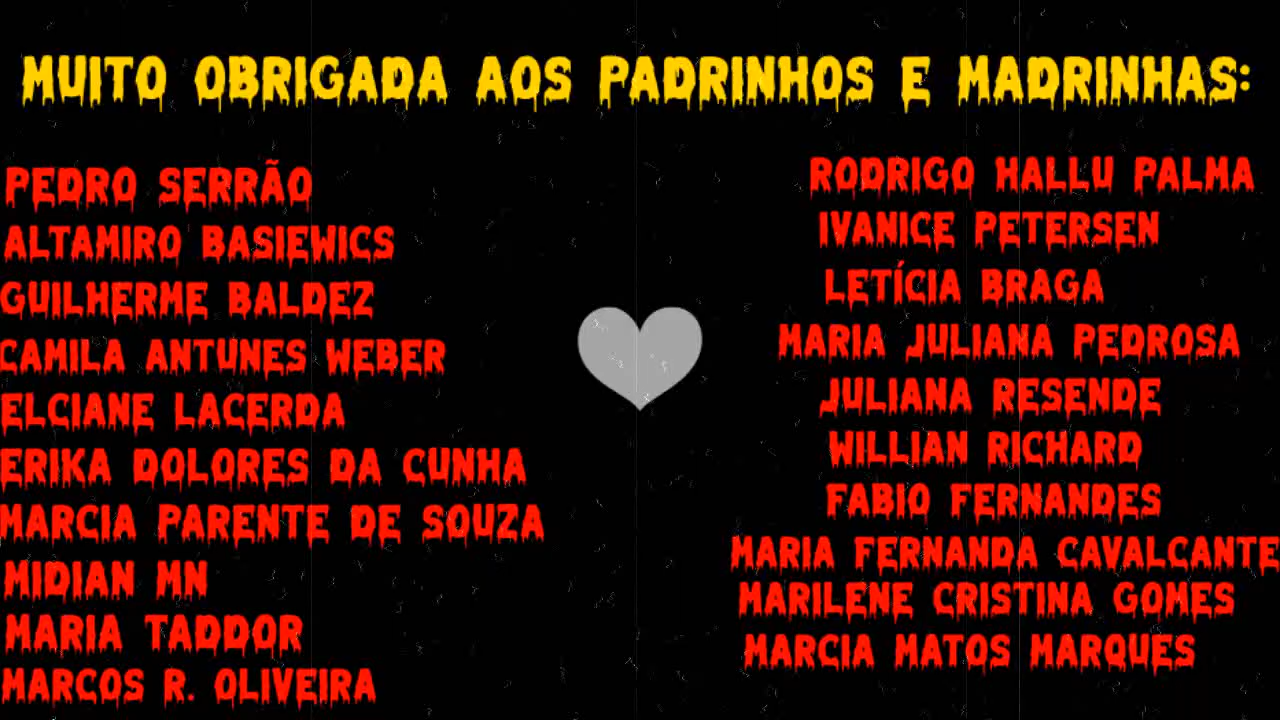 MUITO OBRIGADA AOS PADRINHOS E MADRINHAS:
PEDRO SERRÃO
ALTAMIRO BASIEWICS
GUILHERME BALDEZ
CAMILA ANTUNES WEBER
ELCIANE LACERDA
ERIKA DOLORES DA CUNHA
MARCIA PARENTE DE SOUZA
MIDIAN MN
MARIA TADDOR
MARCOS R. OLIVEIRA
RODRIGO HALLU PALMA
IVANICE PETERSEN
LETÍCIA BRAGA
MARIA JULIANA PEDROSA
JULIANA RESENDE
WILLIAN RICHARD
FABIO FERNANDES
MARIA FERNANDA CAVALCANTE
MARILENE CRISTINA GOMES
MARCIA MATOS MARQUES